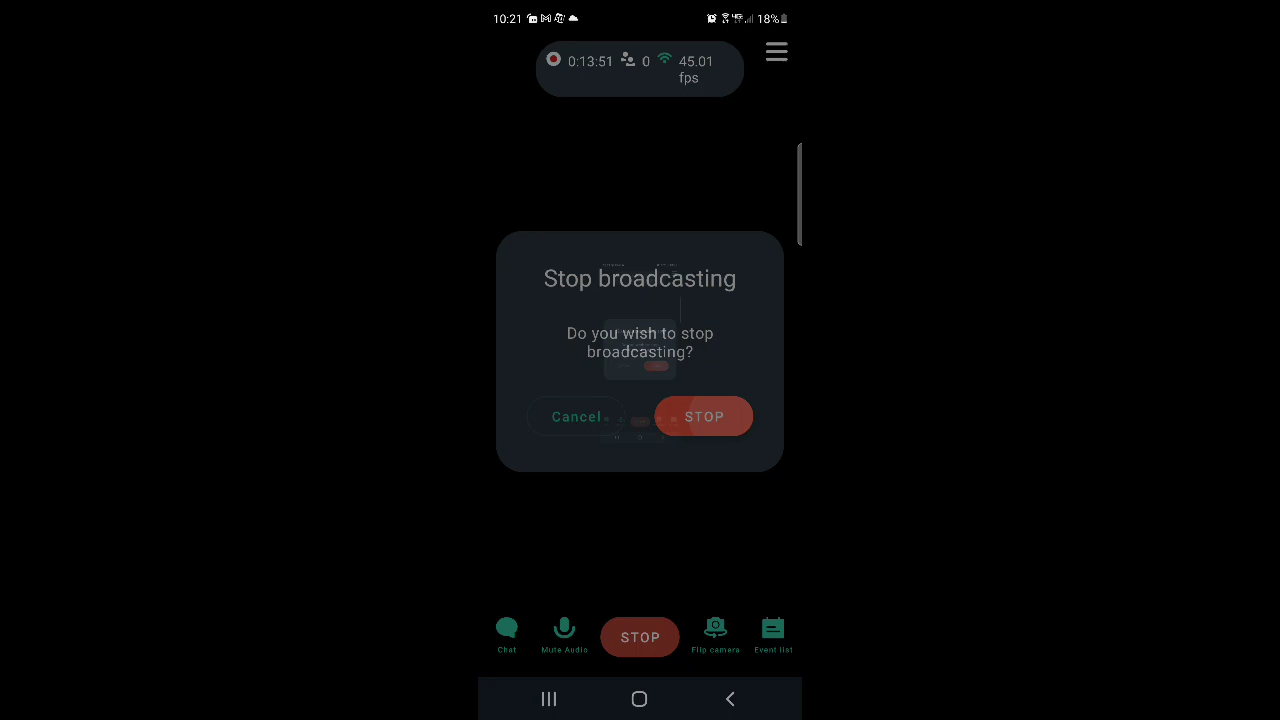 10:21 18%
0:13:51 0 45.01
fps
Stop broadcasting
Do you wish to stop
broadcasting?
Cancel STOP
Chat Mute Audio STOP Flip camera Event list